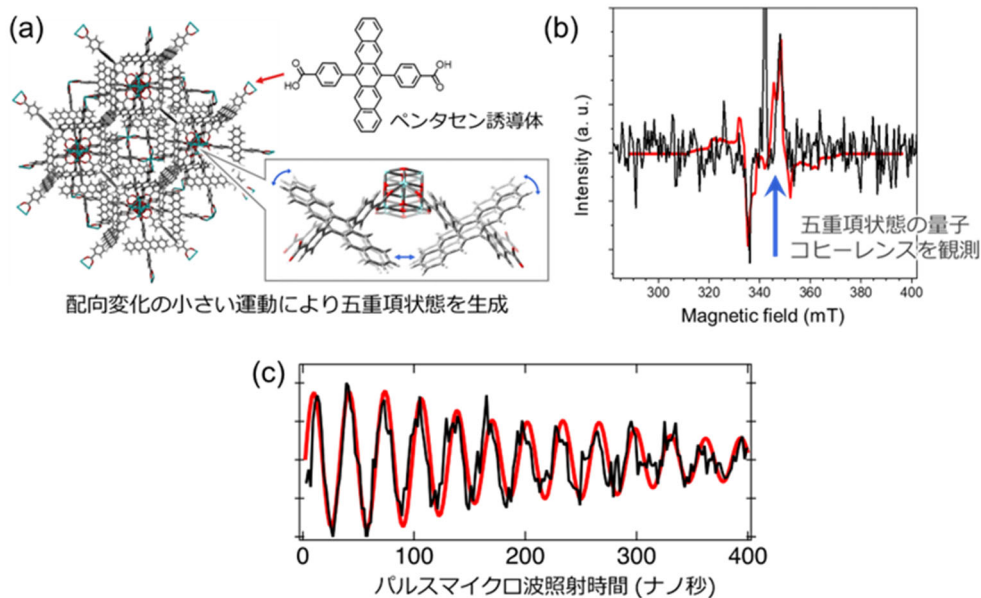 (a)
OH
O
O
HO
ペンタセン誘導体
配向変化の小さい運動により五重項状態を生成
(b)
Intensity (a. u.)
五重項状態の量子
コヒーレンスを観測
300 320 340 360 380 400
Magnetic field (mT)
(c)
0 100 200 300 400
パルスマイクロ波照射時間 (ナノ秒)